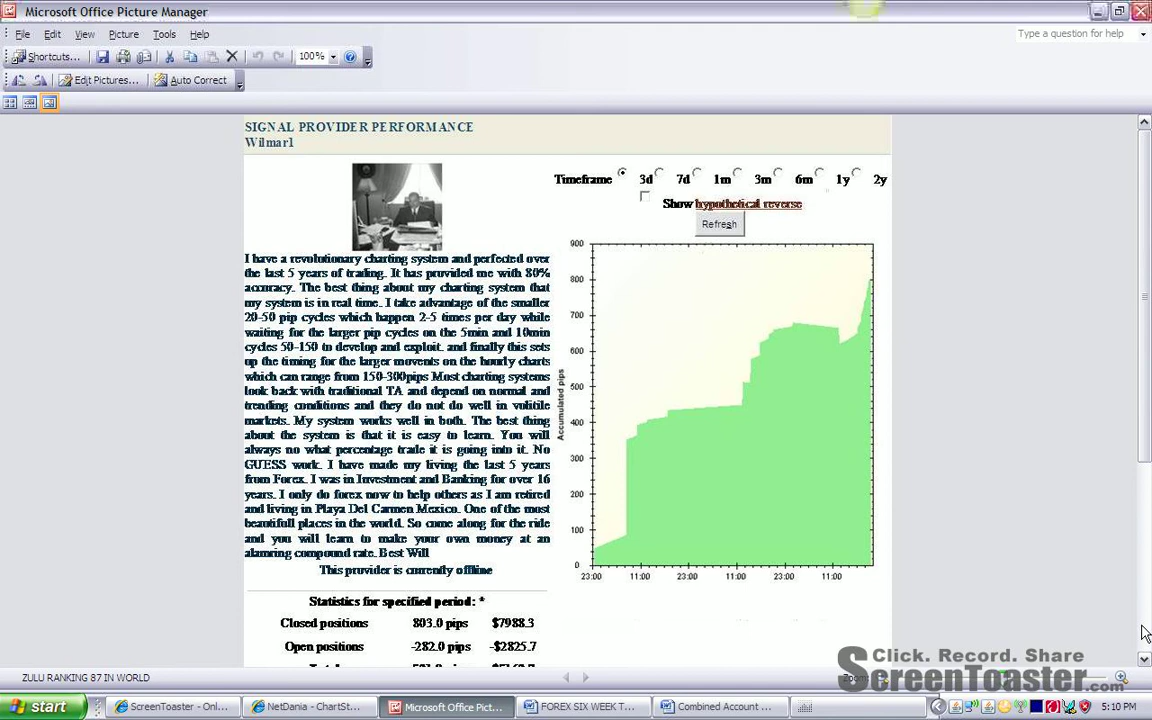 Microsoft Office Picture Manager
File Edit View Picture Tools Help
Type a question for help
Shortcuts...
100%
Edit Pictures... Auto Correct
SIGNAL PROVIDER PERFORMANCE
Wilmar1
Timeframe 3d 7d 1m 3m 6m 1y 2y
Show hypothetical reverse
Refresh
I have a revolutionary charting system and perfected over
the last 5 years of trading. It has provided me with 80%
accuracy. The best thing about my charting system that
my system is in real time. I take advantage of the smaller
20-50 pip cycles which happen 2-5 times per day while
waiting for the larger pip cycles on the 5min and 10min
cycles 50-150 to develop and exploit. and finally this sets
up the timing for the larger movents on the hourly charts
which can range from 150-300pips Most charting systems
look back with traditional TA and depend on normal and
trending conditions and they do not do well in volitile
markets. My system works well in both. The best thing
about the system is that it is easy to learn. You will
always no what percentage trade it is going into it. No
GUESS work. I have made my living the last 5 years
from Forex. I was in Investment and Banking for over 16
years. I only do forex now to help others as I am retired
and living in Playa Del Carmen Mexico. One of the most
beautifull places in the world. So come along for the ride
and you will learn to make your own money at an
alamring compound rate. Best Will
This provider is currently offline
900
800
700
600
500
400
300
200
100
0
Accumulated pips
23:00 11:00 23:00 11:00 23:00 11:00
Statistics for specified period: *
Closed positions 803.0 pips $7988.3
Open positions -282.0 pips -$2825.7
Click. Record. Share
ScreenToaster.com
ZULU RANKING 87 IN WORLD
Zoom:
start
ScreenToaster - Onl...
NetDania - ChartSt...
Microsoft Office Pict...
FOREX SIX WEEK T...
Combined Account ...
5:10 PM